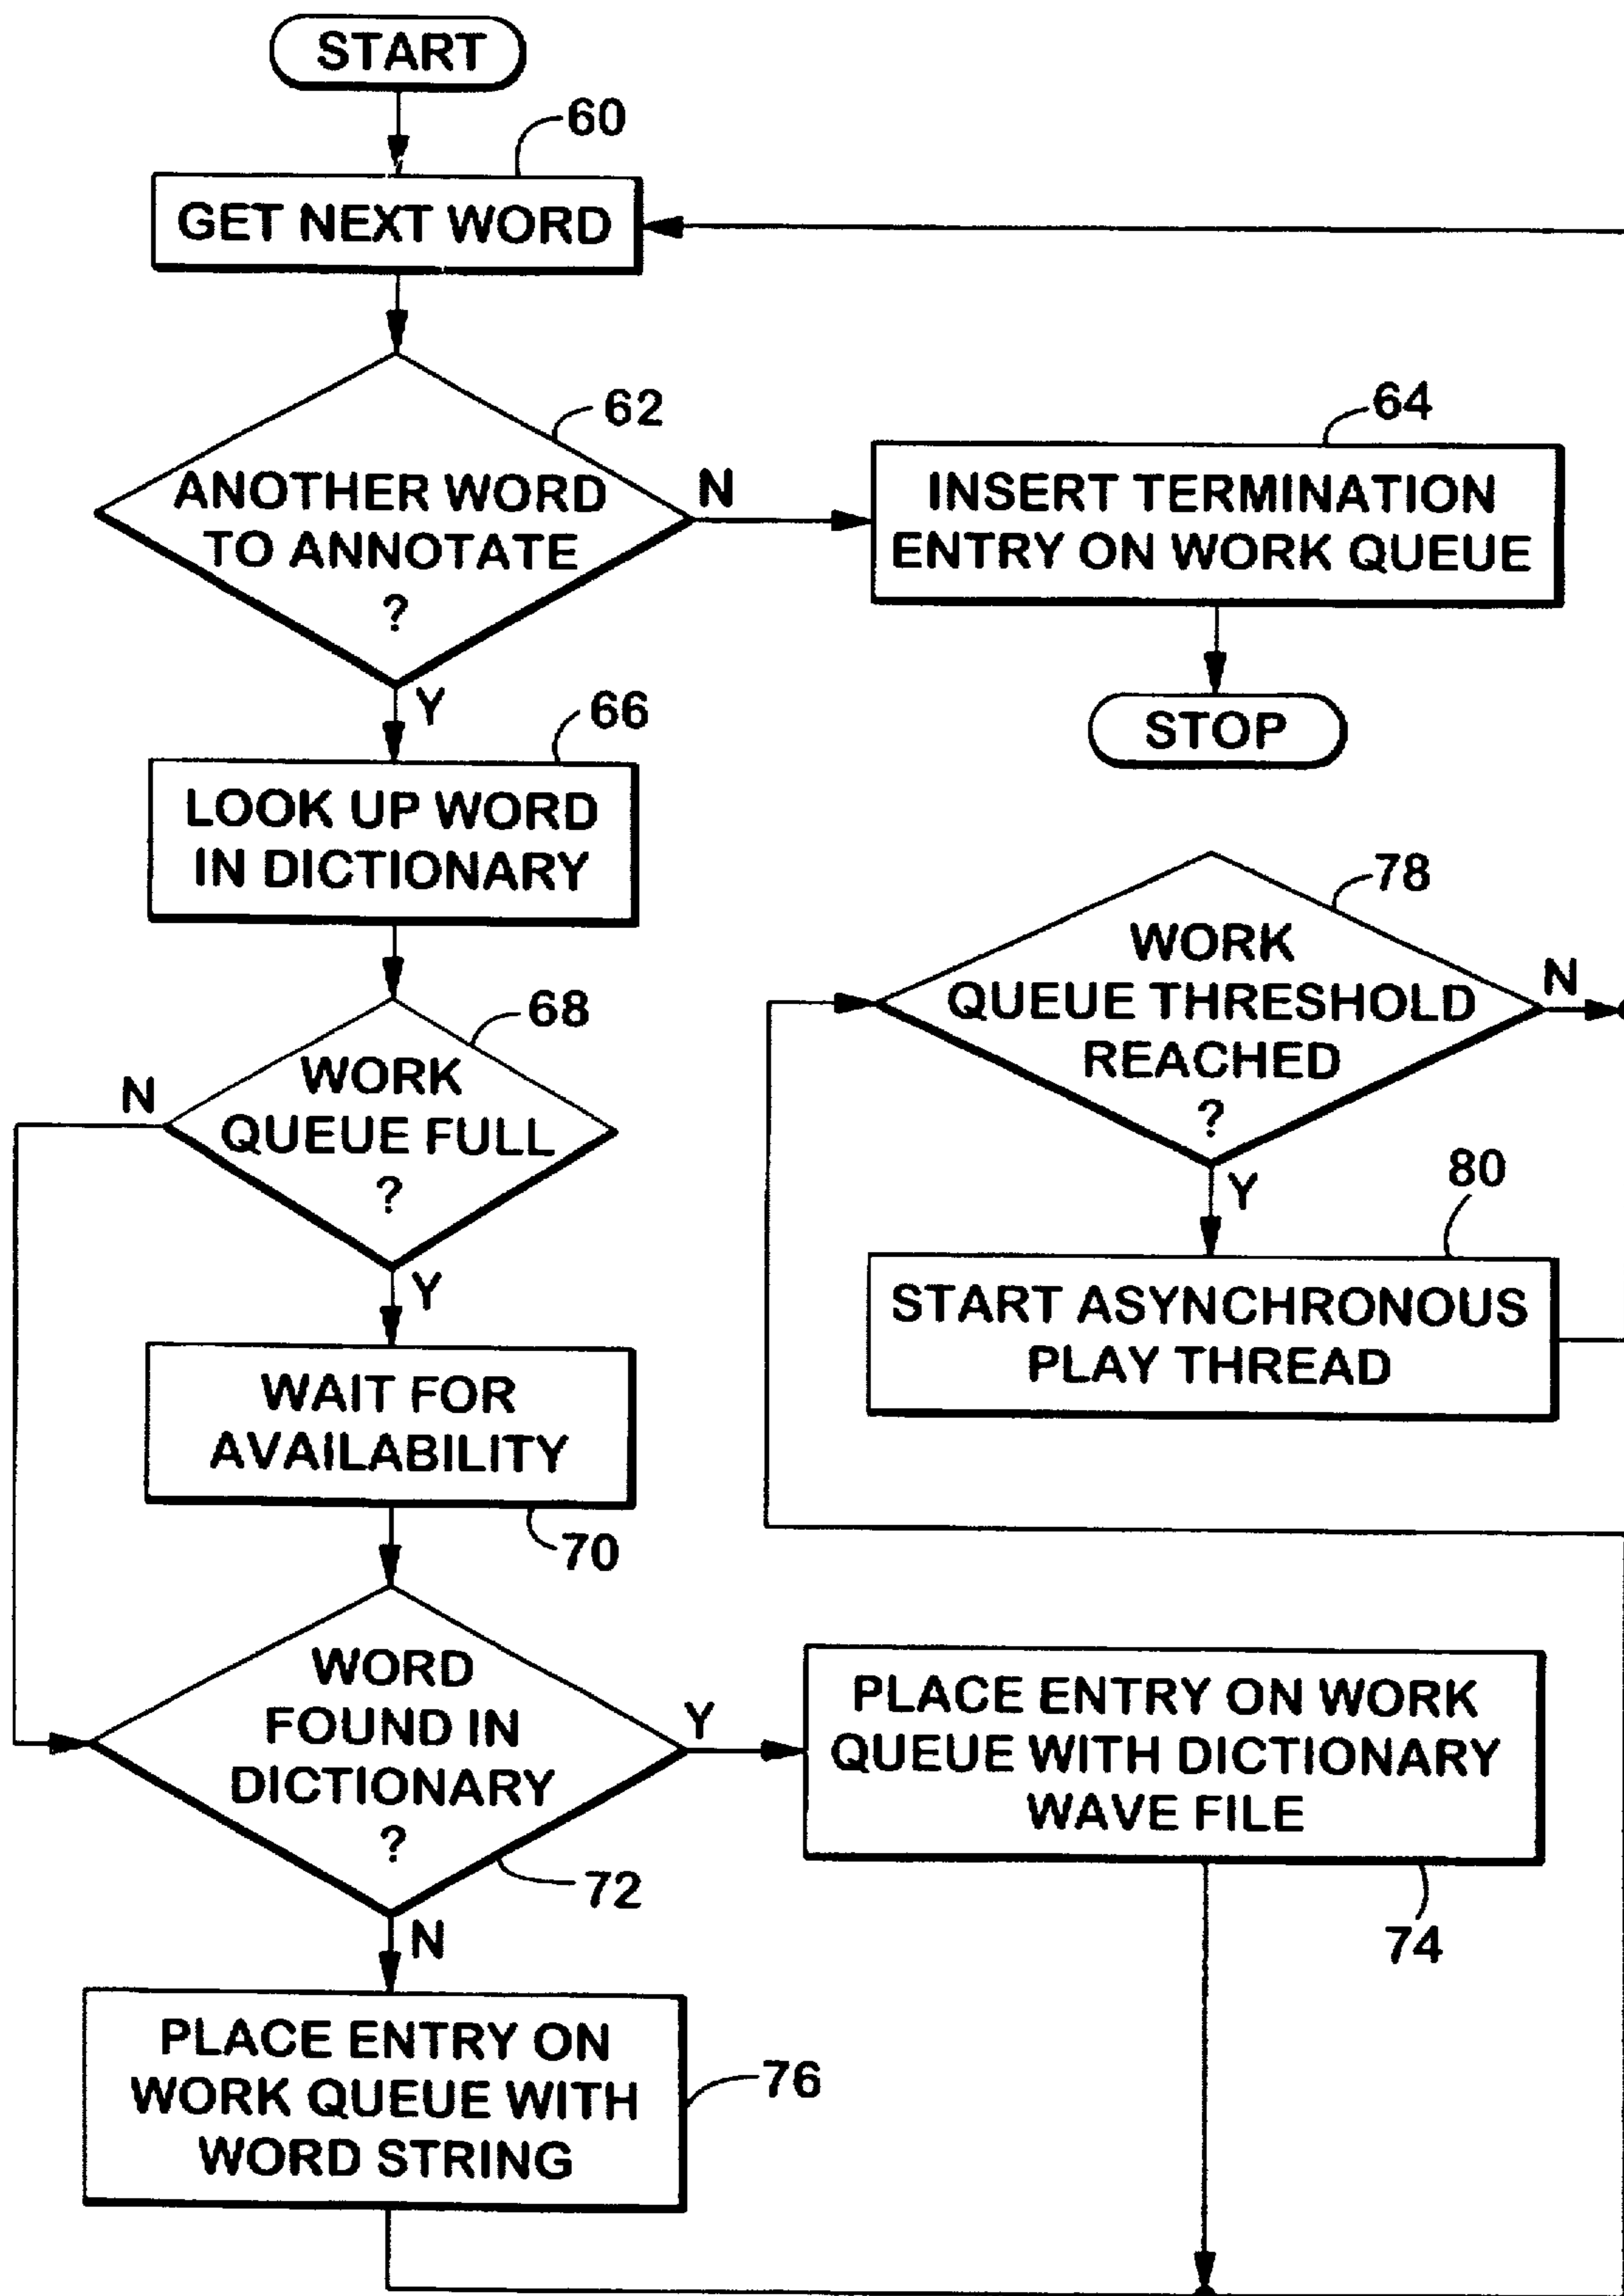 START
60
GET NEXT WORD
62
ANOTHER WORD
TO ANNOTATE
?
N
64
INSERT TERMINATION
ENTRY ON WORK QUEUE
STOP
Y
66
LOOK UP WORD
IN DICTIONARY
68
WORK
QUEUE FULL
?
N
Y
WAIT FOR
AVAILABILITY
70
WORD
FOUND IN
DICTIONARY
?
72
Y
PLACE ENTRY ON WORK
QUEUE WITH DICTIONARY
WAVE FILE
74
N
PLACE ENTRY ON
WORK QUEUE WITH
WORD STRING
76
78
WORK
QUEUE THRESHOLD
REACHED
?
N
Y
80
START ASYNCHRONOUS
PLAY THREAD